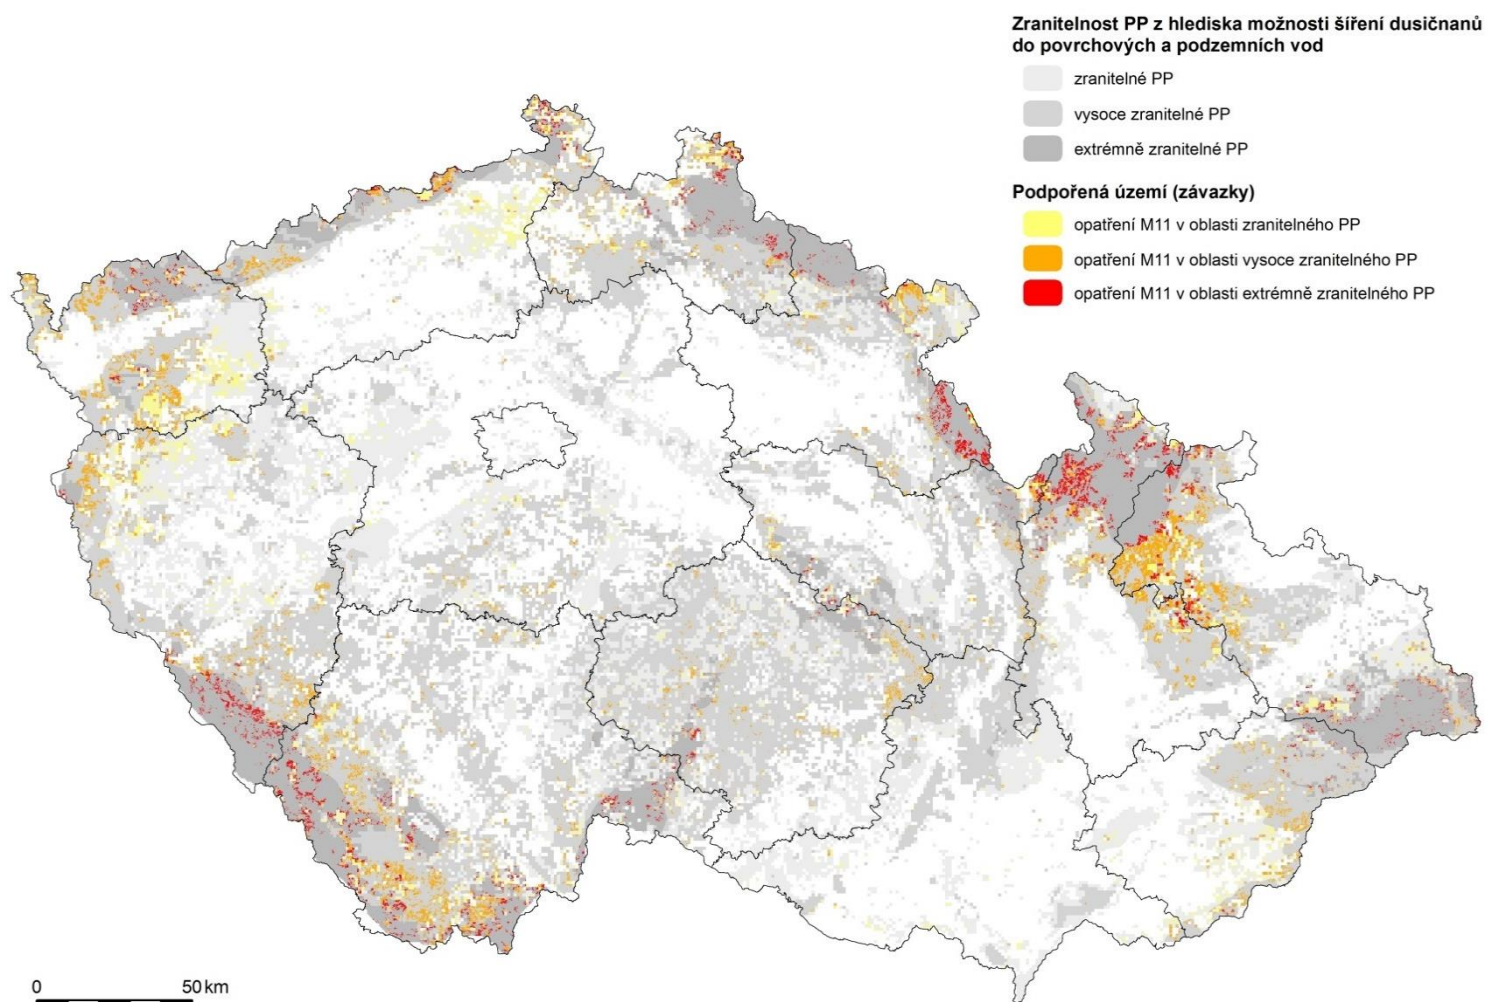 Zranitelnost PP z hlediska možnosti šíření dusičnanů
do povrchových a podzemních vod
zranitelné PP
vysoce zranitelné PP
extrémně zranitelné PP
Podpořená území (závazky)
opatření M11 v oblasti zranitelného PP
opatření M11 v oblasti vysoce zranitelného PP
opatření M11 v oblasti extrémně zranitelného PP
0 50 km